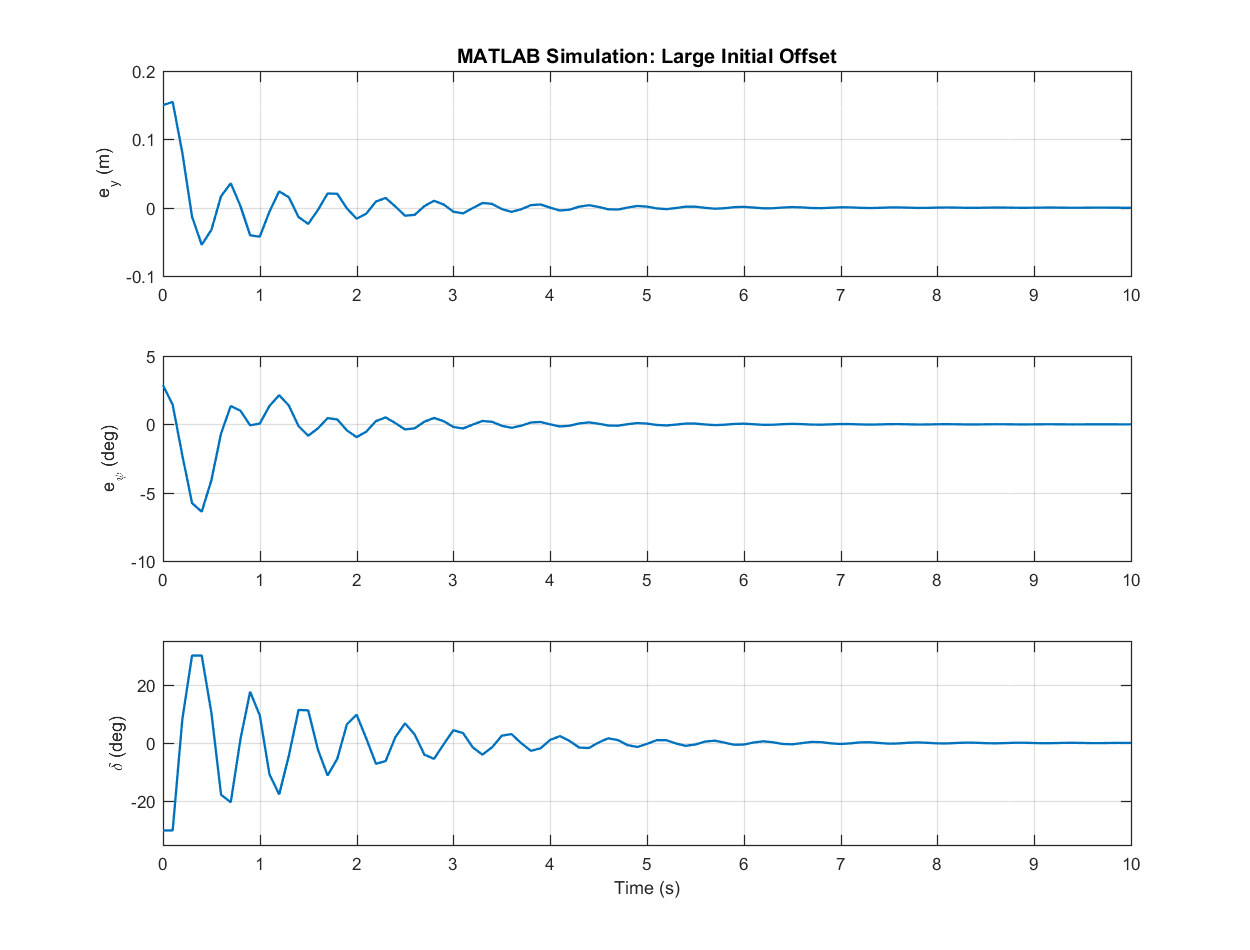 MATLAB Simulation: Large Initial Offset
0.2
0.1
0
-0.1
e_y (m)
0 1 2 3 4 5 6 7 8 9 10
5
0
-5
-10
e_ψ (deg)
0 1 2 3 4 5 6 7 8 9 10
20
0
-20
δ (deg)
0 1 2 3 4 5 6 7 8 9 10
Time (s)